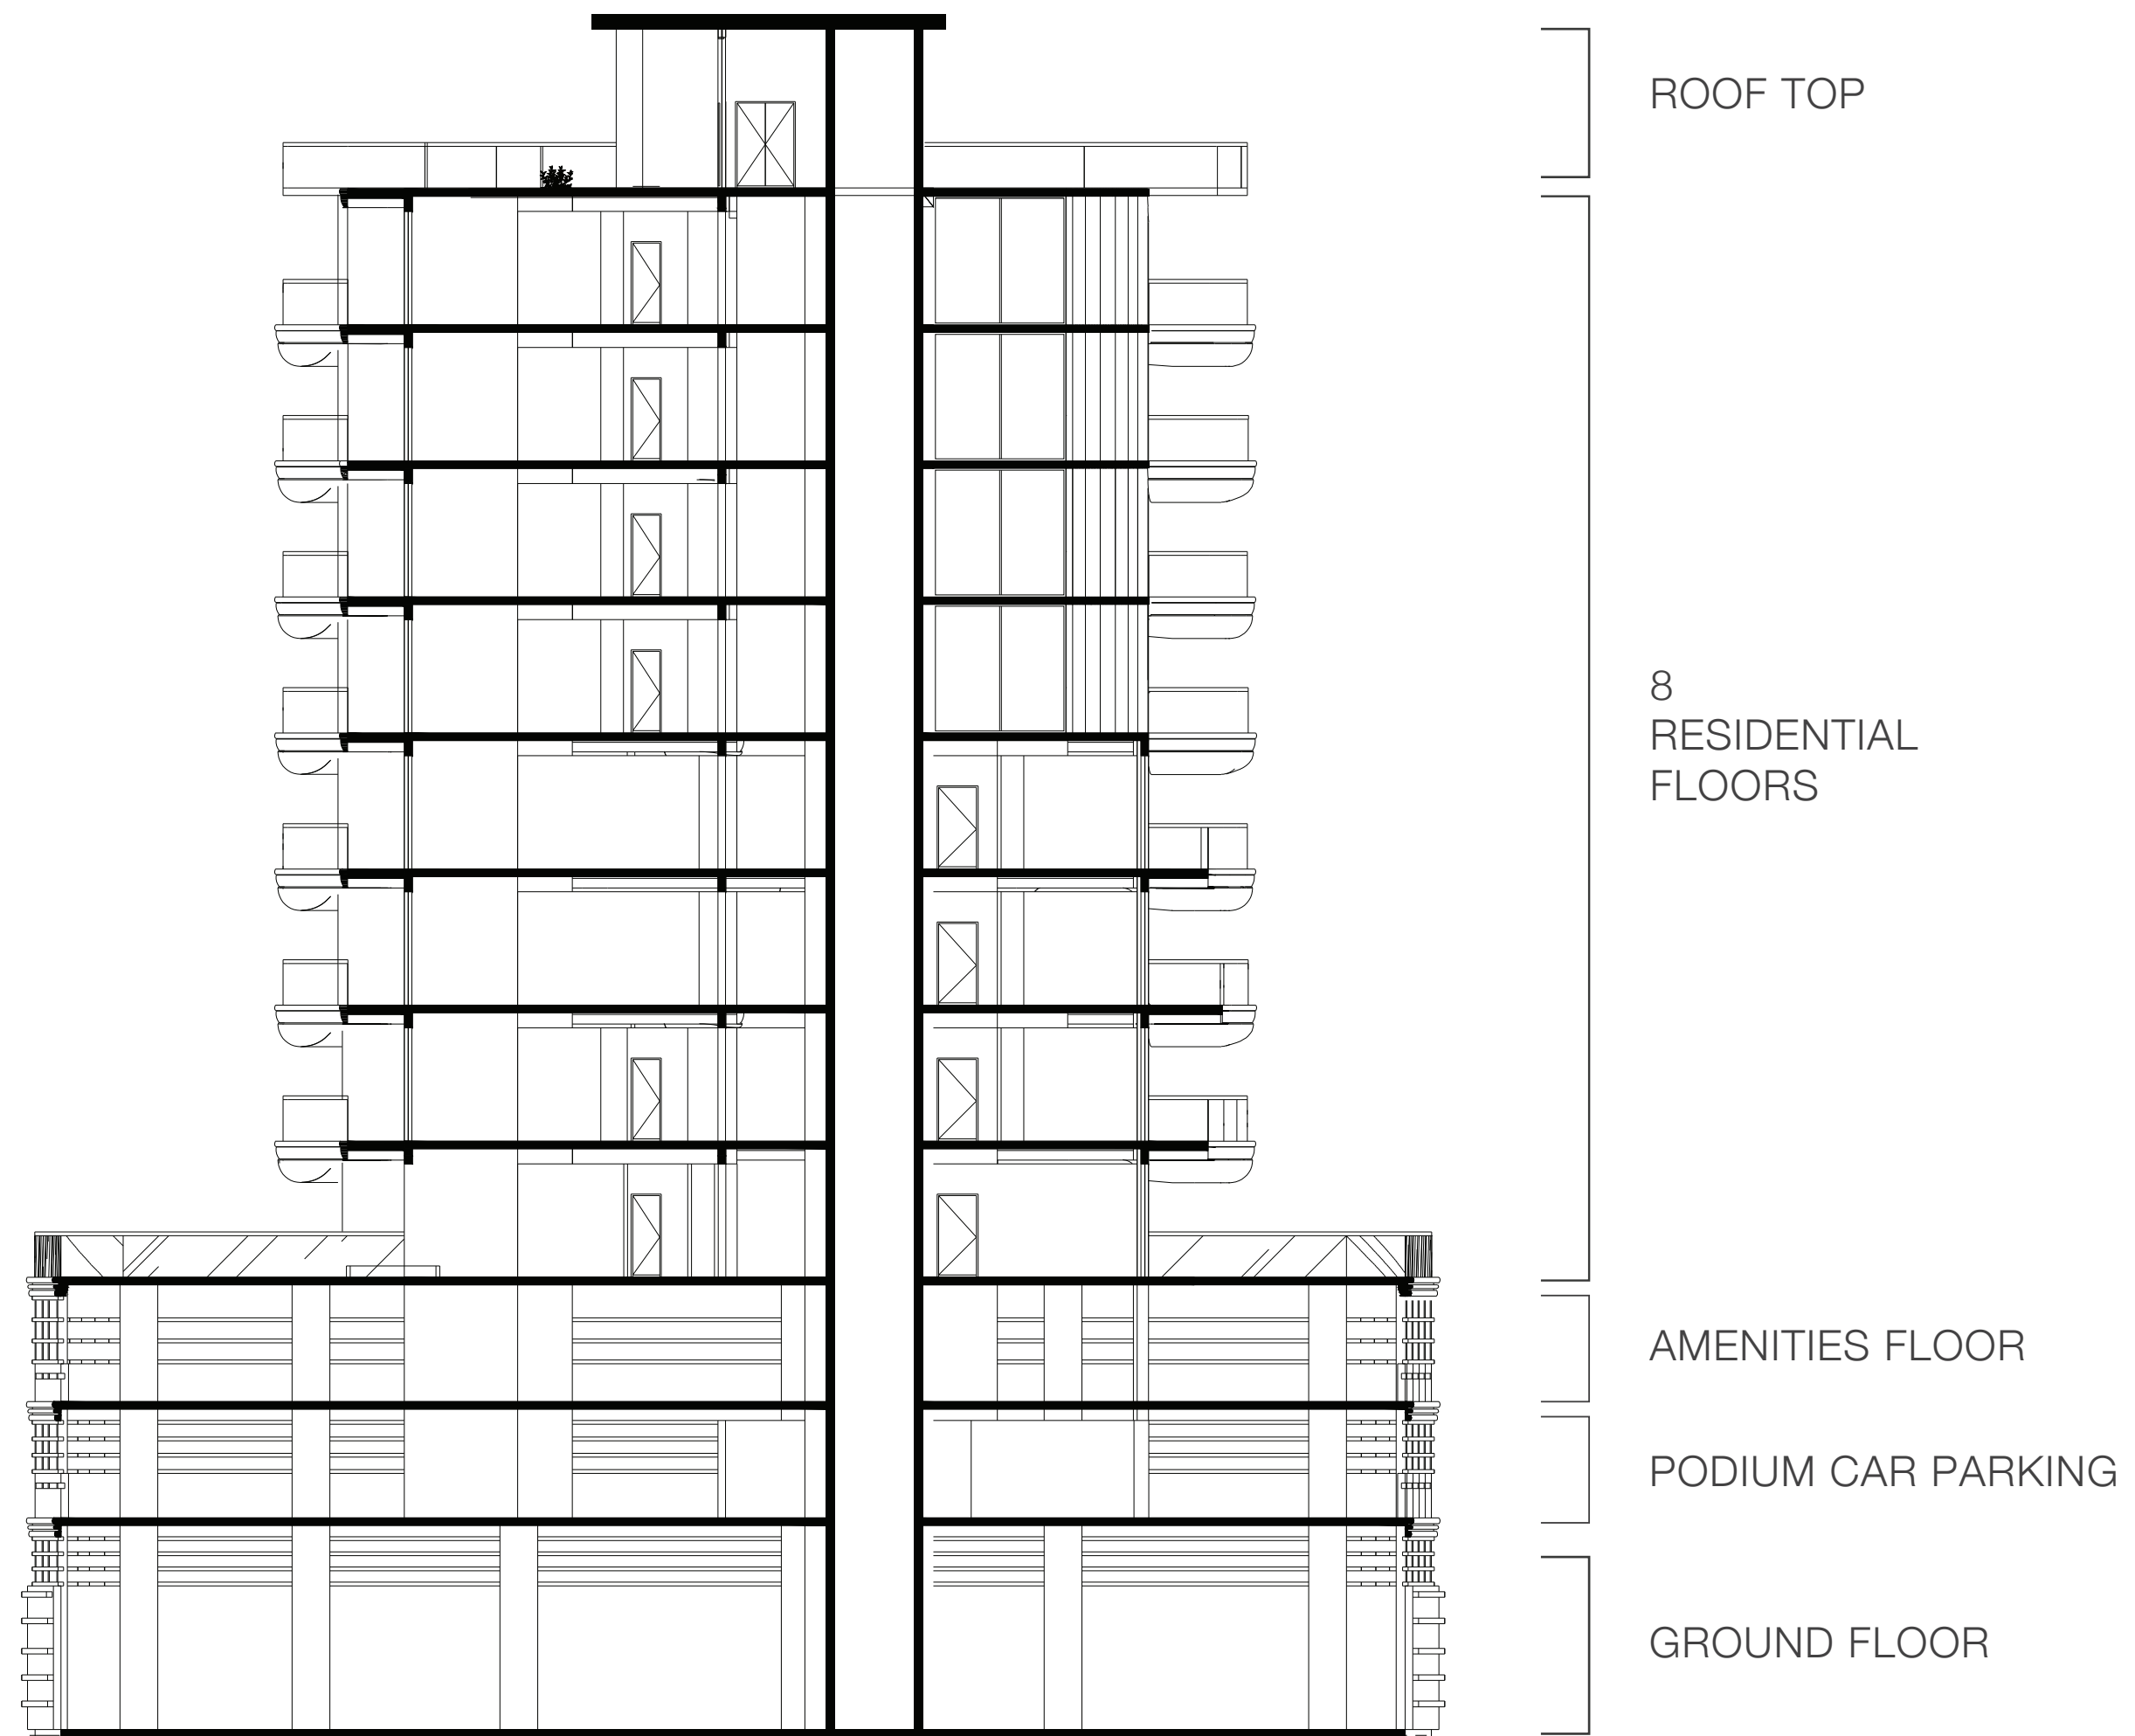 ROOF TOP
8
RESIDENTIAL
FLOORS
AMENITIES FLOOR
PODIUM CAR PARKING
GROUND FLOOR